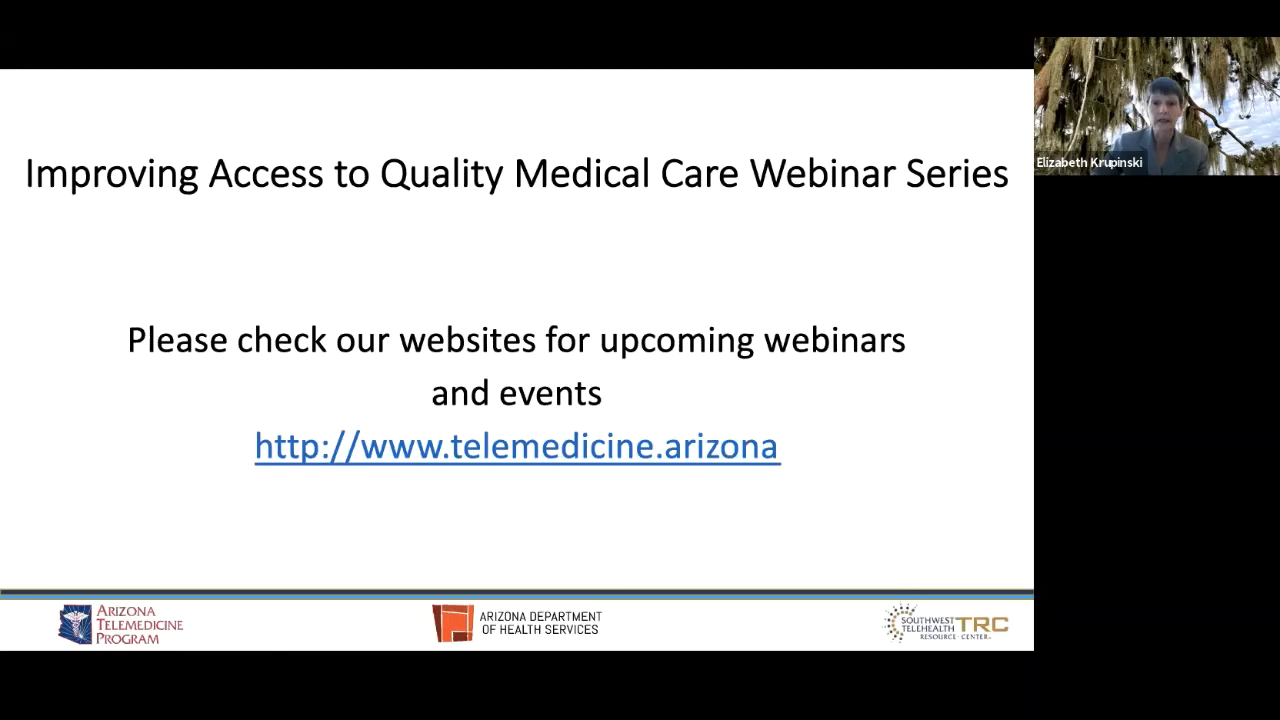 Improving Access to Quality Medical Care Webinar Series
Elizabeth Krupinski
Please check our websites for upcoming webinars
and events
http://www.telemedicine.arizona
ARIZONA
TELEMEDICINE
PROGRAM
ARIZONA DEPARTMENT
OF HEALTH SERVICES
SOUTHWEST
TELEHEALTH
RESOURCE CENTER
TRC